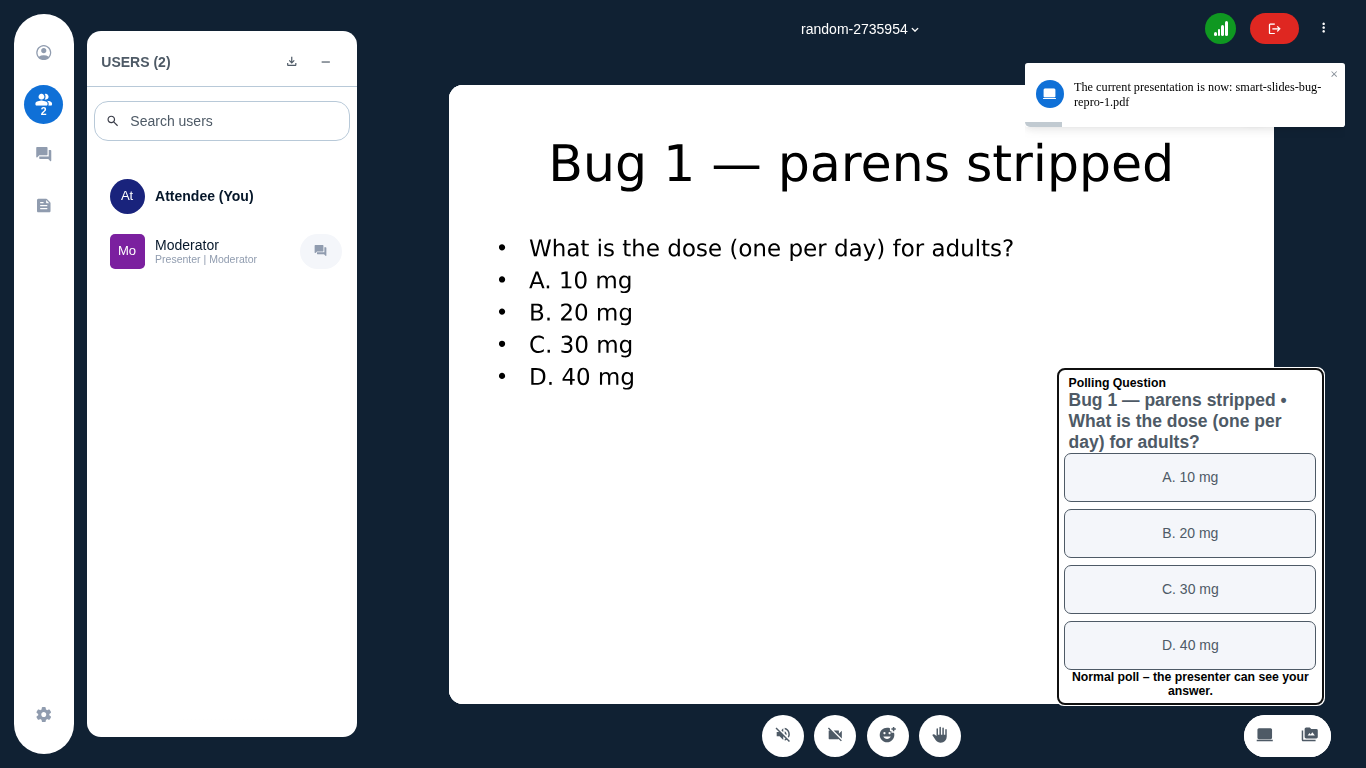 random-2735954
USERS (2)
Search users
2
At
Attendee (You)
Mo
Moderator
Presenter | Moderator
The current presentation is now: smart-slides-bug-
repro-1.pdf
Bug 1 — parens stripped
• What is the dose (one per day) for adults?
• A. 10 mg
• B. 20 mg
• C. 30 mg
• D. 40 mg
Polling Question
Bug 1 — parens stripped •
What is the dose (one per
day) for adults?
A. 10 mg
B. 20 mg
C. 30 mg
D. 40 mg
Normal poll – the presenter can see your
answer.